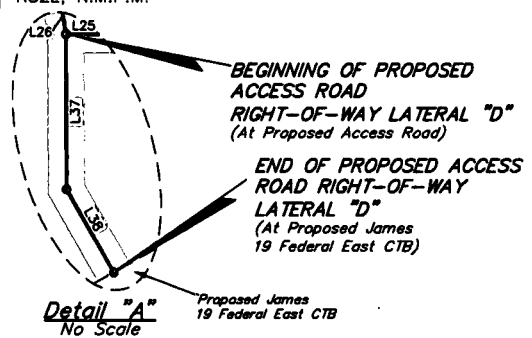 L26
L25
BEGINNING OF PROPOSED
ACCESS ROAD
RIGHT-OF-WAY LATERAL "D"
(At Proposed Access Road)
L37
END OF PROPOSED ACCESS
ROAD RIGHT-OF-WAY
LATERAL "D"
(At Proposed James
19 Federal East CTB)
L38
Proposed James
19 Federal East CTB
Detail "A"
No Scale